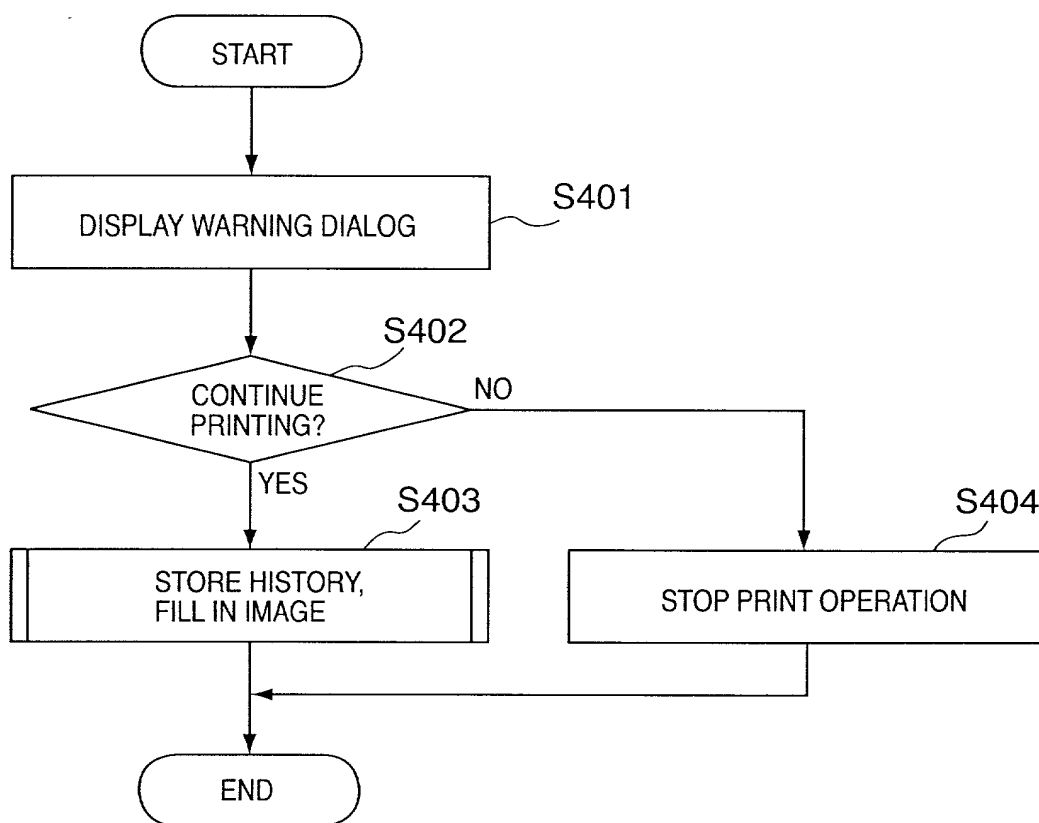 START
DISPLAY WARNING DIALOG
S401
S402
CONTINUE
PRINTING?
NO
YES
S403
STORE HISTORY,
FILL IN IMAGE
S404
STOP PRINT OPERATION
END